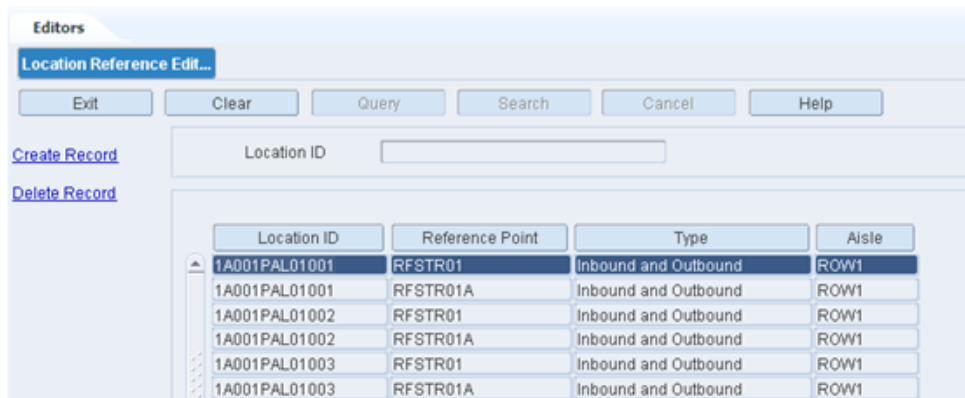 Editors
Location Reference Edit...
Exit Clear Query Search Cancel Help
Create Record
Location ID
Delete Record
Location ID Reference Point Type Aisle
1A001PAL01001 RFSTR01 Inbound and Outbound ROW1
1A001PAL01001 RFSTR01A Inbound and Outbound ROW1
1A001PAL01002 RFSTR01 Inbound and Outbound ROW1
1A001PAL01002 RFSTR01A Inbound and Outbound ROW1
1A001PAL01003 RFSTR01 Inbound and Outbound ROW1
1A001PAL01003 RFSTR01A Inbound and Outbound ROW1